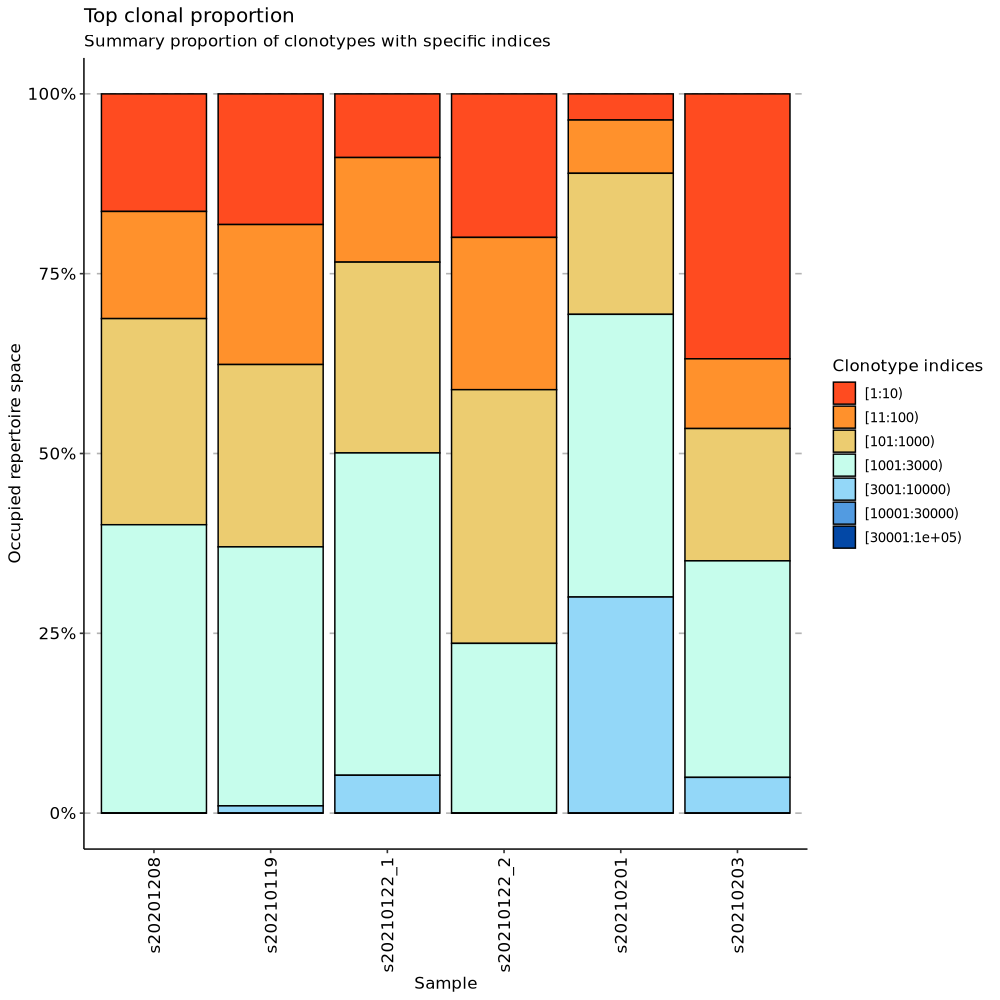 Top clonal proportion
Summary proportion of clonotypes with specific indices
Occupied repertoire space
100%
75%
50%
25%
0%
s20201208
s20210119
s20210122_1
s20210122_2
s20210201
s20210203
Sample
Clonotype indices
[1:10)
[11:100)
[101:1000)
[1001:3000)
[3001:10000)
[10001:30000)
[30001:1e+05)